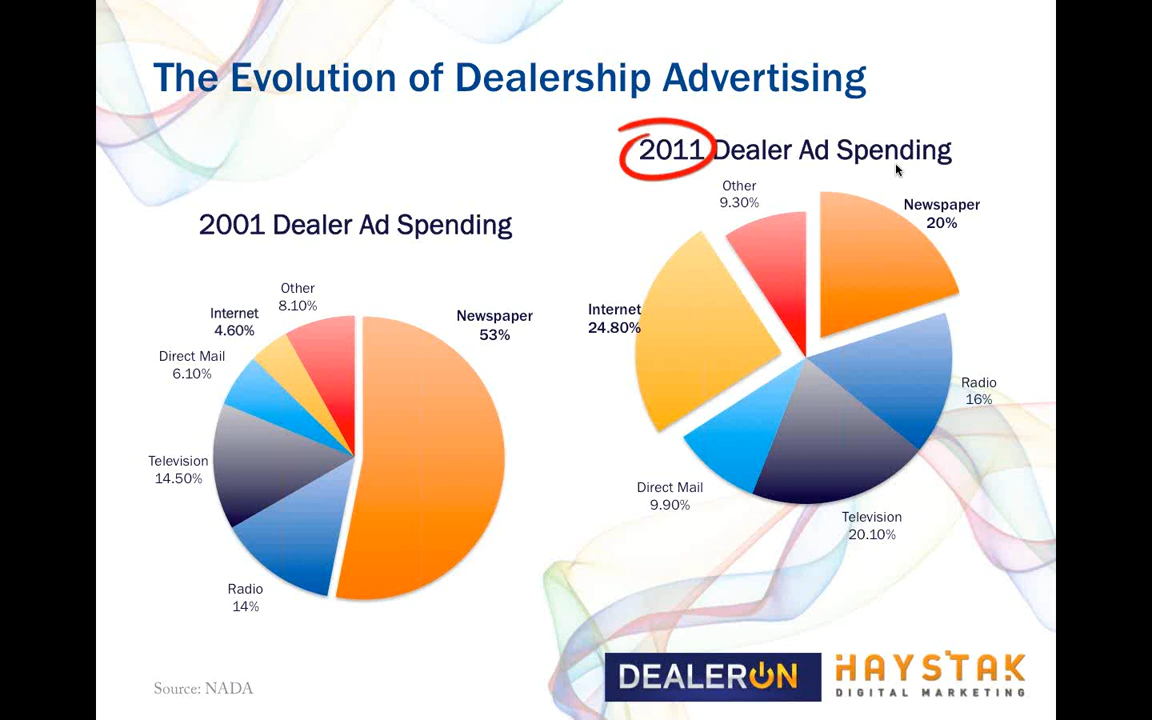 The Evolution of Dealership Advertising
2001 Dealer Ad Spending
Other
8.10%
Newspaper
53%
Internet
4.60%
Direct Mail
6.10%
Television
14.50%
Radio
14%
2011 Dealer Ad Spending
Other
9.30%
Newspaper
20%
Internet
24.80%
Radio
16%
Direct Mail
9.90%
Television
20.10%
Source: NADA
DEALERON
HAYSTAK
DIGITAL MARKETING